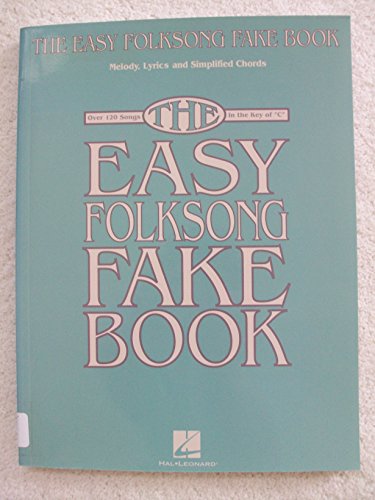 THE EASY FOLKSONG FAKE BOOK
Melody, Lyrics and Simplified Chords
Over 120 Songs THE In the Key of "C"
EASY
FOLKSONG
FAKE
BOOK
HAL•LEONARD®